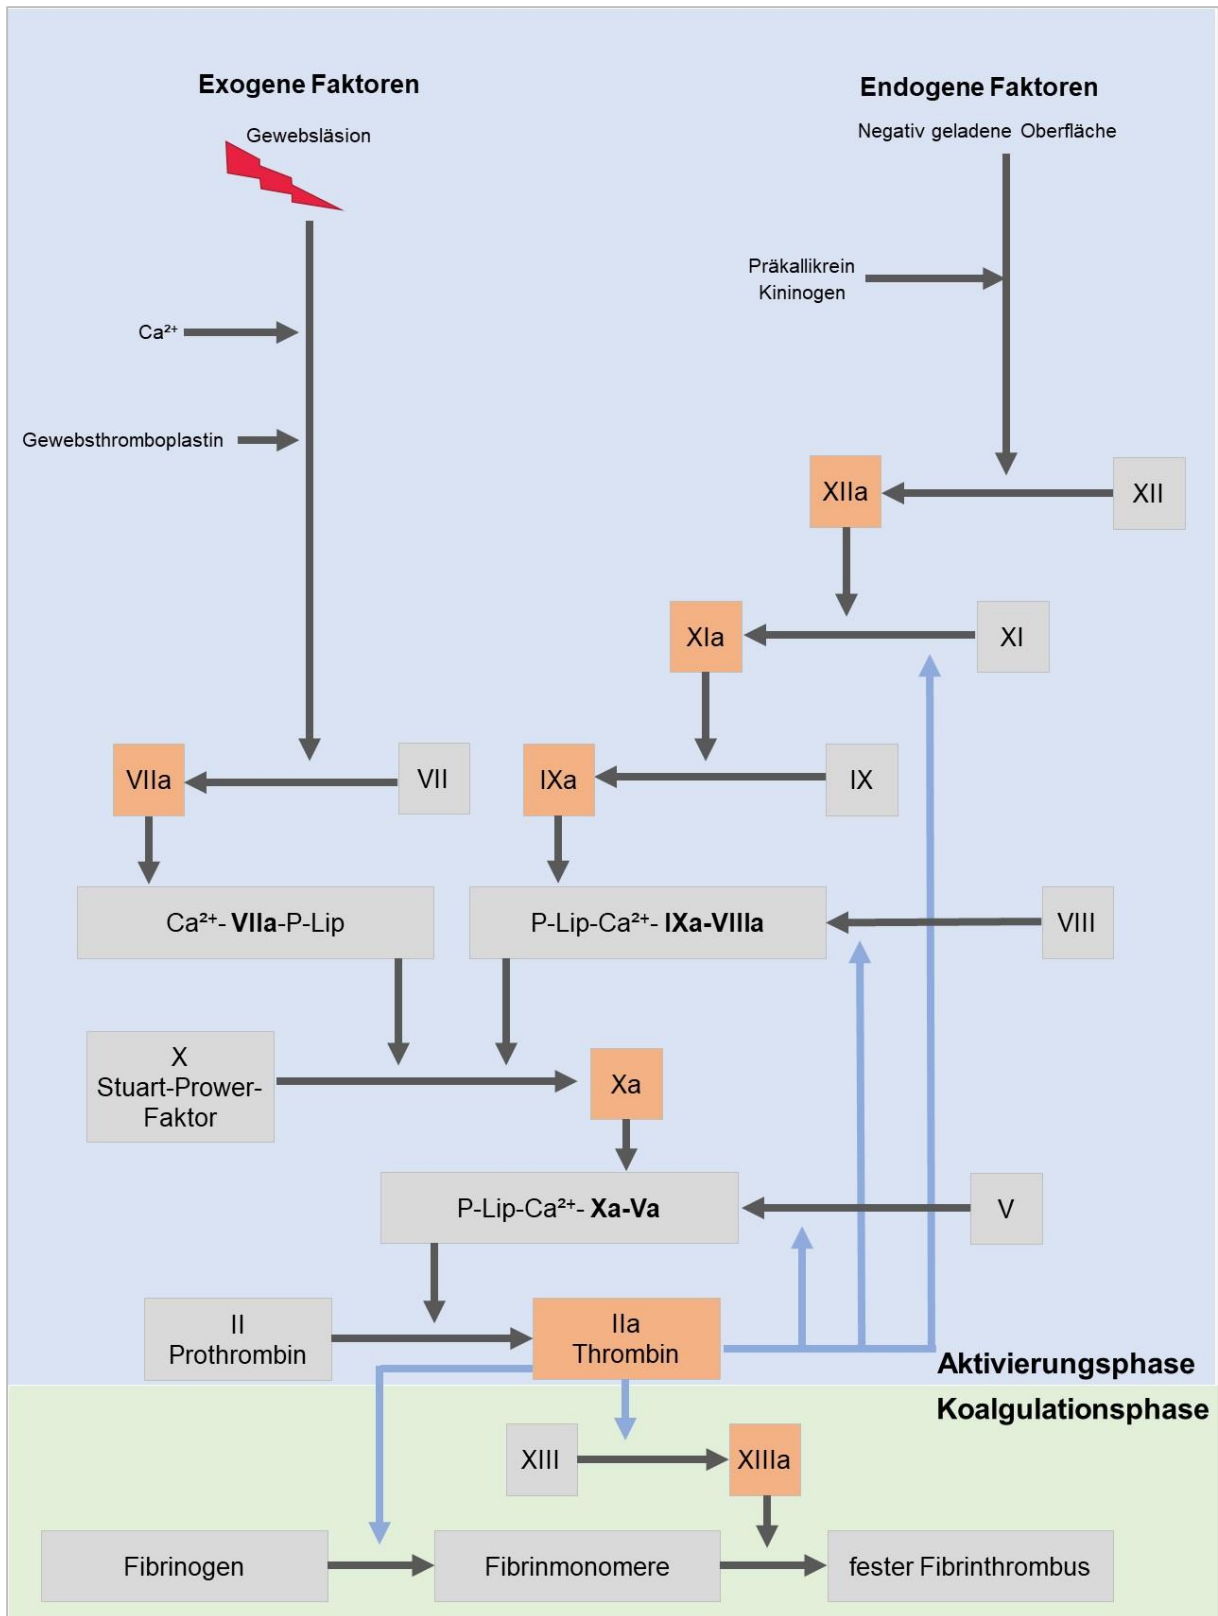 Exogene Faktoren
Endogene Faktoren
Gewebsläsion
Negativ geladene Oberfläche
Präkallikrein
Kininogen
Ca²⁺
Gewebsthromboplastin
XIIa
XII
XIa
XI
VIIa
VII
IXa
IX
Ca²⁺- VIIa-P-Lip
P-Lip-Ca²⁺- IXa-VIIIa
VIII
X
Stuart-Prower-
Faktor
Xa
P-Lip-Ca²⁺- Xa-Va
V
II
Prothrombin
IIa
Thrombin
Aktivierungsphase
Koalgulationsphase
XIII
XIIIa
Fibrinogen
Fibrinmonomere
fester Fibrinthrombus